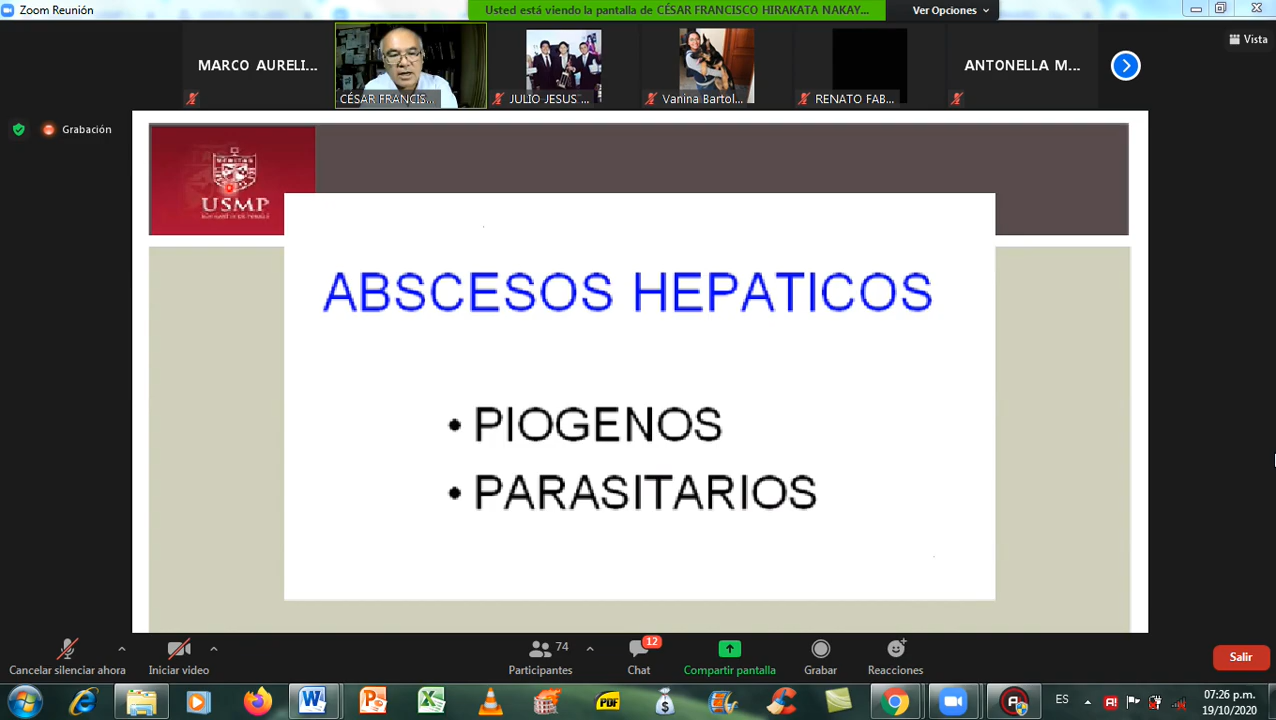 Zoom Reunión
Usted está viendo la pantalla de CÉSAR FRANCISCO HIRAKATA NAKAY...
Ver Opciones
MARCO AURELI...
CÉSAR FRANCIS...
JULIO JESUS ...
Vanina Bartol...
RENATO FAB...
ANTONELLA M...
Vista
Grabación
USMP
ABSCESOS HEPATICOS
• PIOGENOS
• PARASITARIOS
Cancelar silenciar ahora
Iniciar video
Participantes
74
Chat
12
Compartir pantalla
Grabar
Reacciones
Salir
PDF
ES
07:26 p.m.
19/10/2020